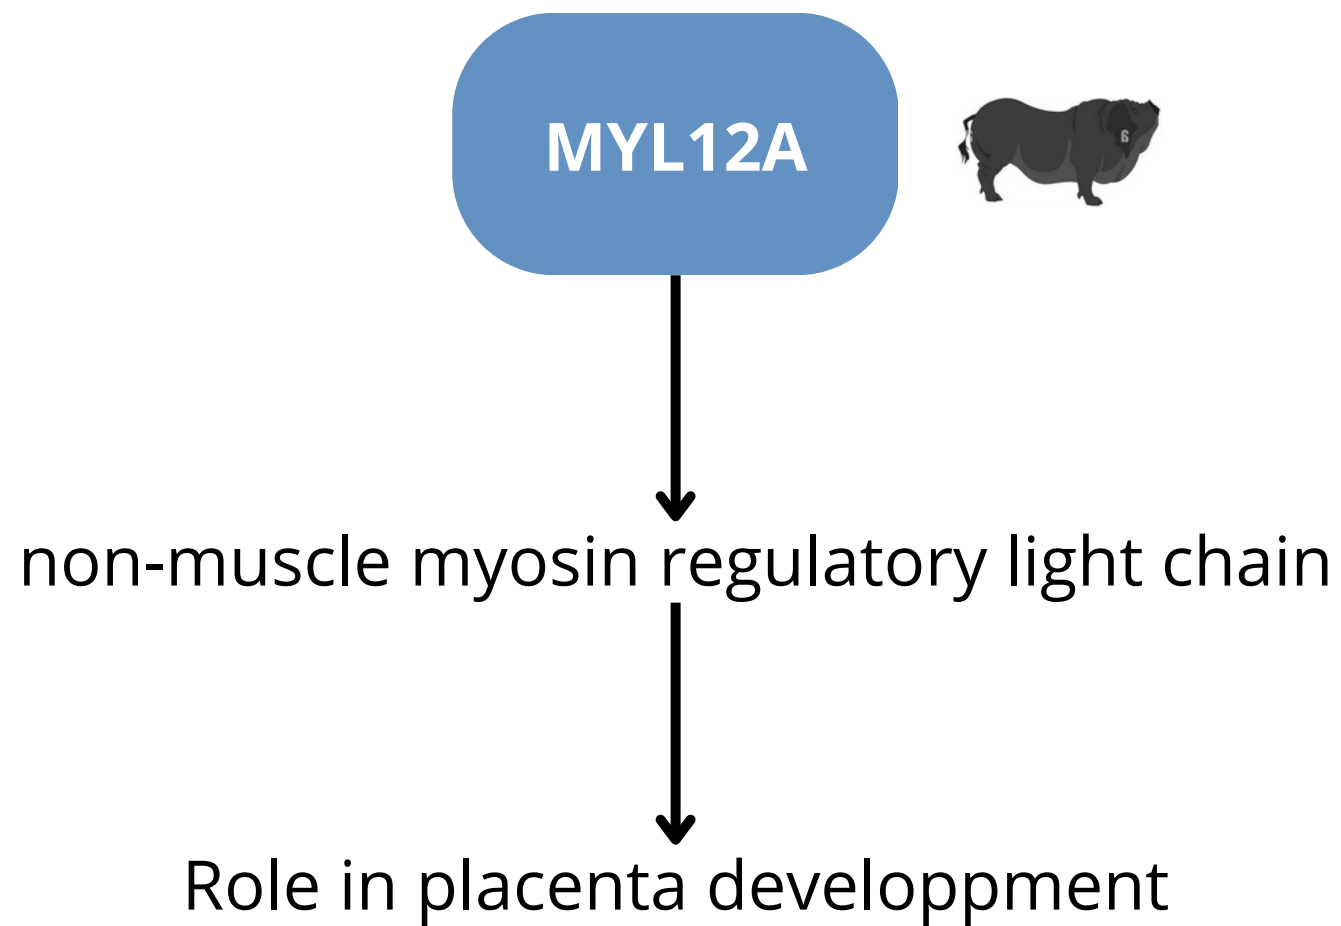 MYL12A
non-muscle myosin regulatory light chain
Role in placenta developpment